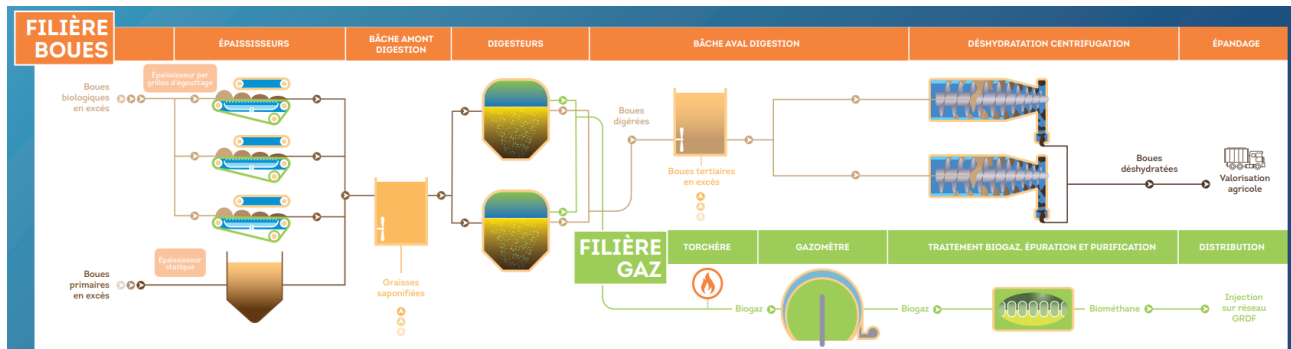 FILIÈRE
BOUES
ÉPAISSISSEURS
BÂCHE AMONT
DIGESTION
DIGESTEURS
BÂCHE AVAL DIGESTION
DÉSHYDRATATION CENTRIFUGATION
ÉPANDAGE
Boues
biologiques
en excès
Épaississeur par
grilles d'égouttage
Boues
digérées
Boues tertiaires
en excès
Boues
déshydratées
Valorisation
agricole
Boues
primaires
en excès
Épaississeur
statique
Graisses
saponifiées
FILIÈRE
GAZ
TORCHÈRE
GAZOMÈTRE
TRAITEMENT BIOGAZ, ÉPURATION ET PURIFICATION
DISTRIBUTION
Biogaz
Biogaz
Biométhane
Injection
sur réseau
GRDF